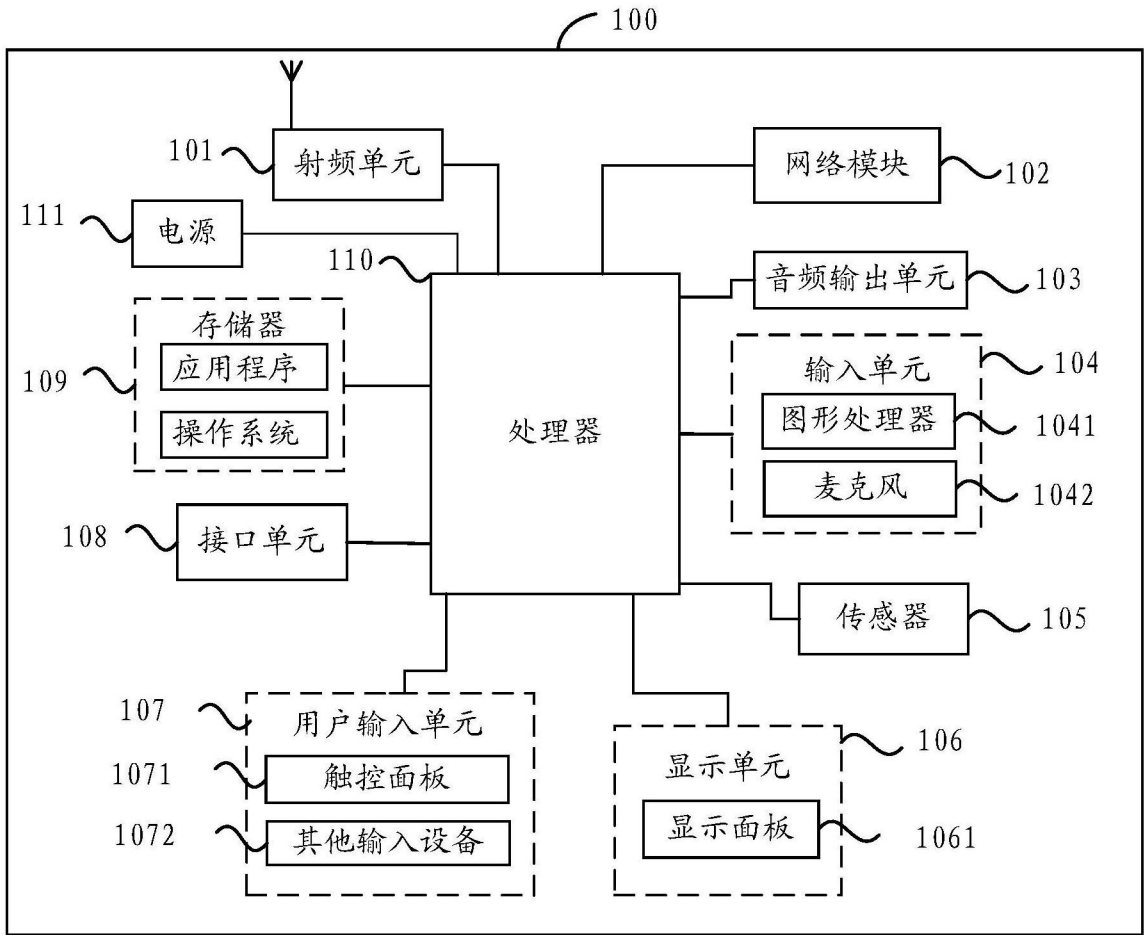 100
101
射频单元
网络模块
102
111
电源
110
音频输出单元
103
存储器
应用程序
操作系统
109
处理器
输入单元
104
图形处理器
1041
麦克风
1042
108
接口单元
传感器
105
107
用户输入单元
1071
触控面板
1072
其他输入设备
显示单元
106
显示面板
1061